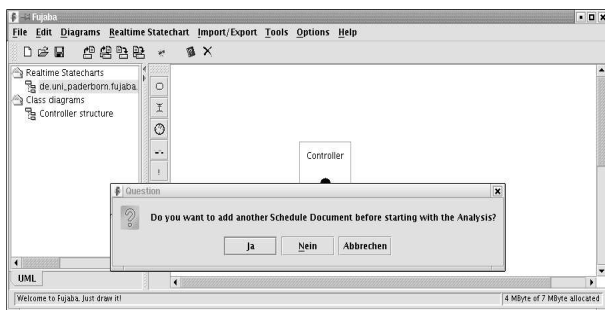 Fujaba
File Edit Diagrams Realtime Statechart Import/Export Tools Options Help
Realtime Statecharts
de.uni_paderborn.fujaba.
Class diagrams
Controller structure
Controller
Question
Do you want to add another Schedule Document before starting with the Analysis?
Ja Nein Abbrechen
UML
Welcome to Fujaba. Just draw it!
4 MByte of 7 MByte allocated